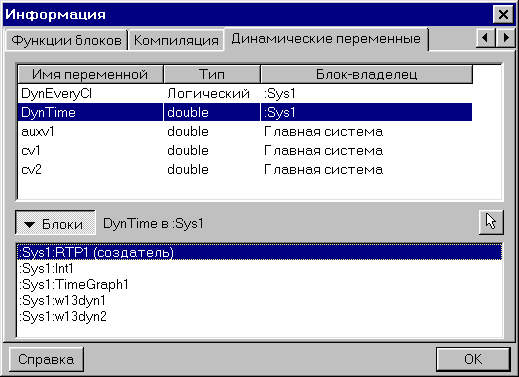 Информация
Функции блоков Компиляция Динамические переменные
Имя переменной Тип Блок-владелец
DynEveryCl Логический :Sys1
DynTime double :Sys1
auxv1 double Главная система
cv1 double Главная система
cv2 double Главная система
Блоки DynTime в :Sys1
:Sys1:RTP1 (создатель)
:Sys1:Int1
:Sys1:TimeGraph1
:Sys1:w13dyn1
:Sys1:w13dyn2
Справка OK